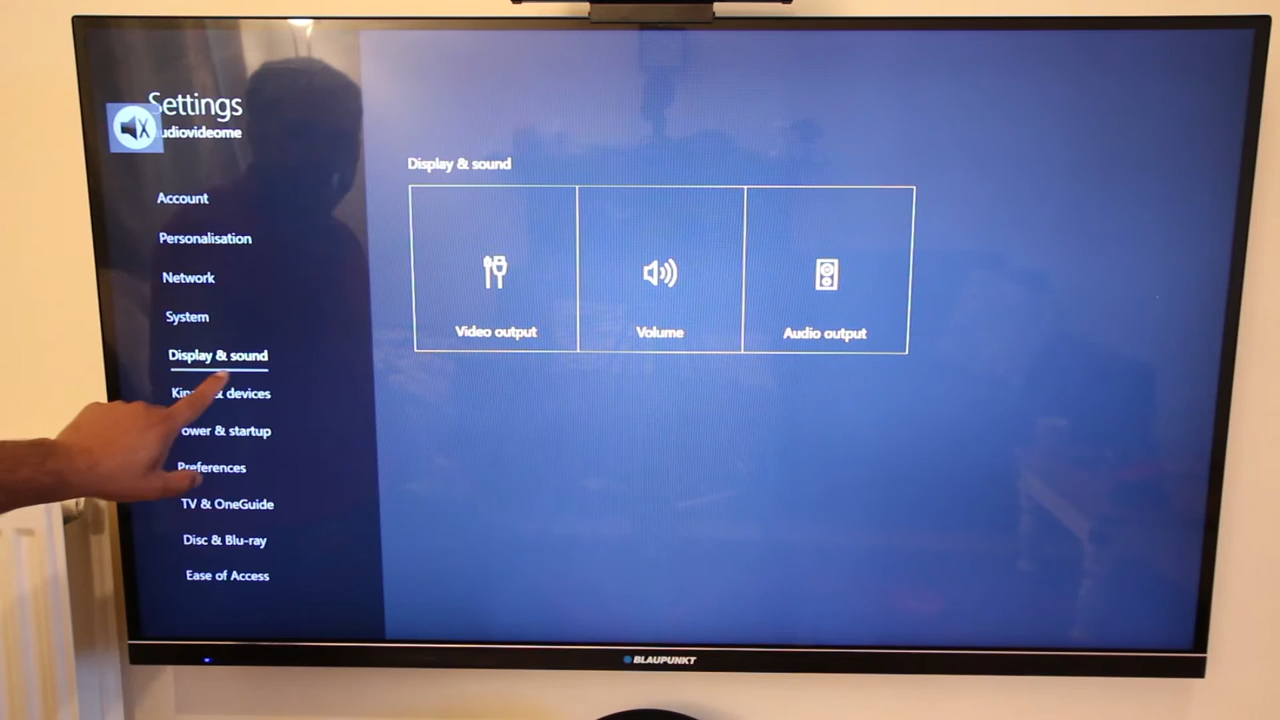 Settings
udiovideome
Account
Personalisation
Network
System
Display & sound
& devices
ower & startup
Preferences
TV & OneGuide
Disc & Blu-ray
Ease of Access
Display & sound
Video output
Volume
Audio output
BLAUPUNKT